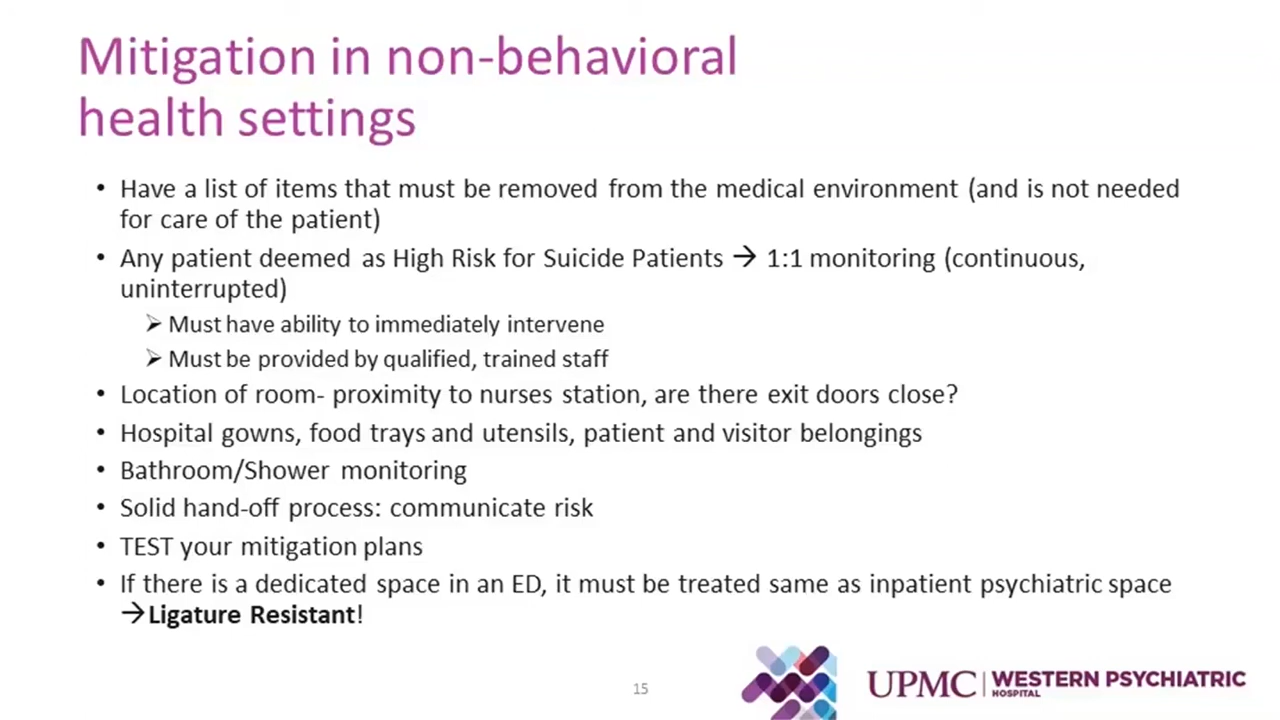 Mitigation in non-behavioral
health settings
• Have a list of items that must be removed from the medical environment (and is not needed
for care of the patient)
• Any patient deemed as High Risk for Suicide Patients → 1:1 monitoring (continuous,
uninterrupted)
➢ Must have ability to immediately intervene
➢ Must be provided by qualified, trained staff
• Location of room- proximity to nurses station, are there exit doors close?
• Hospital gowns, food trays and utensils, patient and visitor belongings
• Bathroom/Shower monitoring
• Solid hand-off process: communicate risk
• TEST your mitigation plans
• If there is a dedicated space in an ED, it must be treated same as inpatient psychiatric space
→Ligature Resistant!
15
UPMC | WESTERN PSYCHIATRIC
HOSPITAL